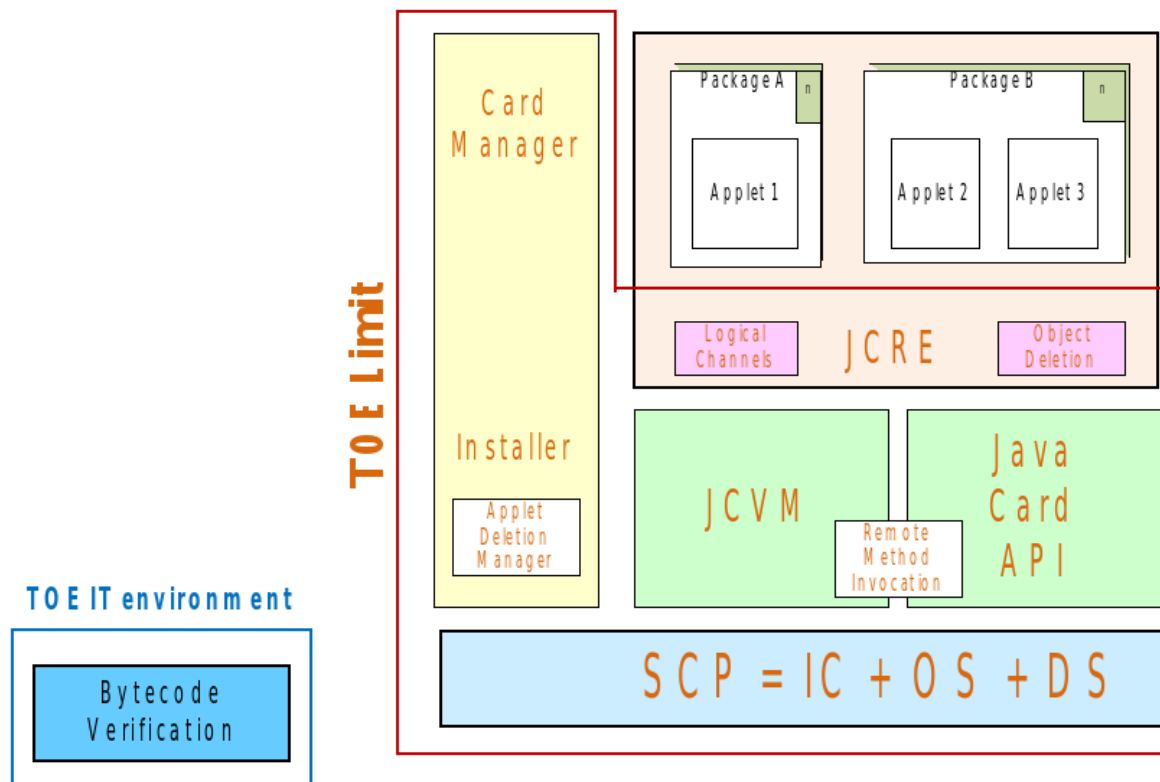 Card
Manager
Installer
Applet
Deletion
Manager
Package A
n
Applet 1
Package B
n
Applet 2
Applet 3
Logical
Channels
JCRE
Object
Deletion
JCVM
Java
Card
API
Remote
Method
Invocation
SCP = IC + OS + DS
TOE Limit
TOE IT environment
Bytecode
Verification